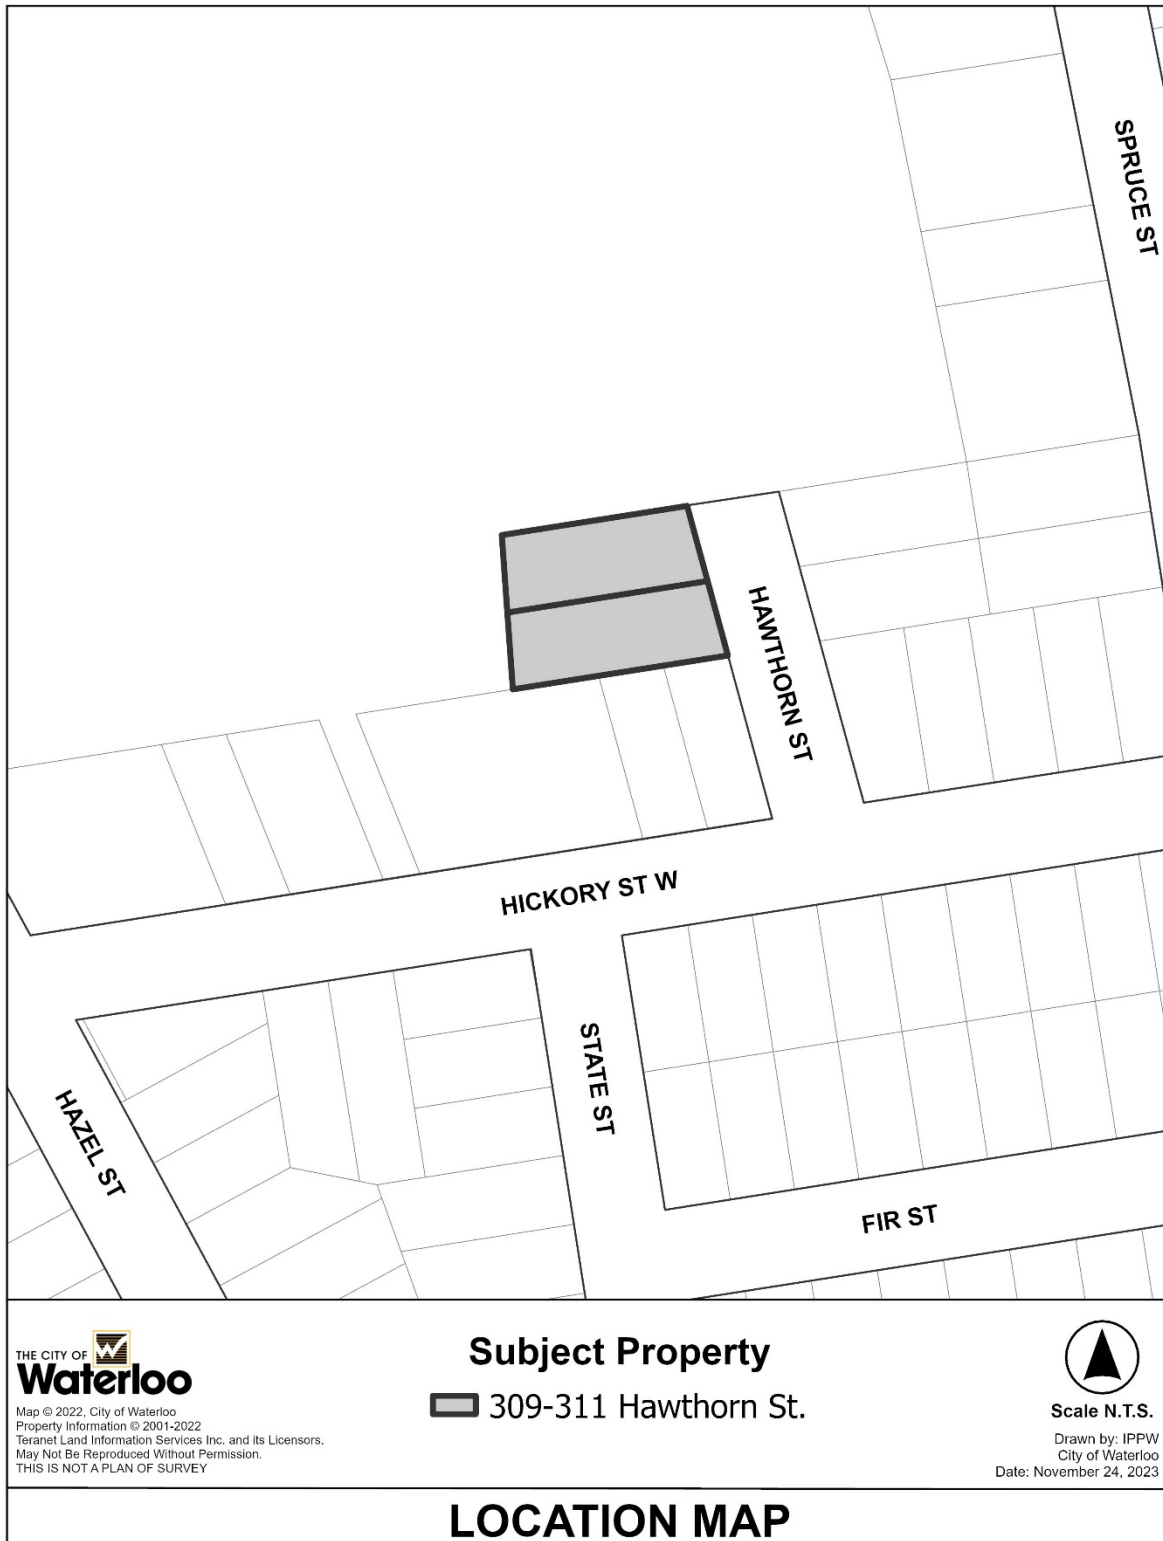 SPRUCE ST
HAWTHORN ST
HICKORY ST W
STATE ST
HAZEL ST
FIR ST
THE CITY OF
Waterloo
Map © 2022, City of Waterloo
Property Information © 2001-2022
Teranet Land Information Services Inc. and its Licensors.
May Not Be Reproduced Without Permission.
THIS IS NOT A PLAN OF SURVEY
Subject Property
309-311 Hawthorn St.
Scale N.T.S.
Drawn by: IPPW
City of Waterloo
Date: November 24, 2023
LOCATION MAP